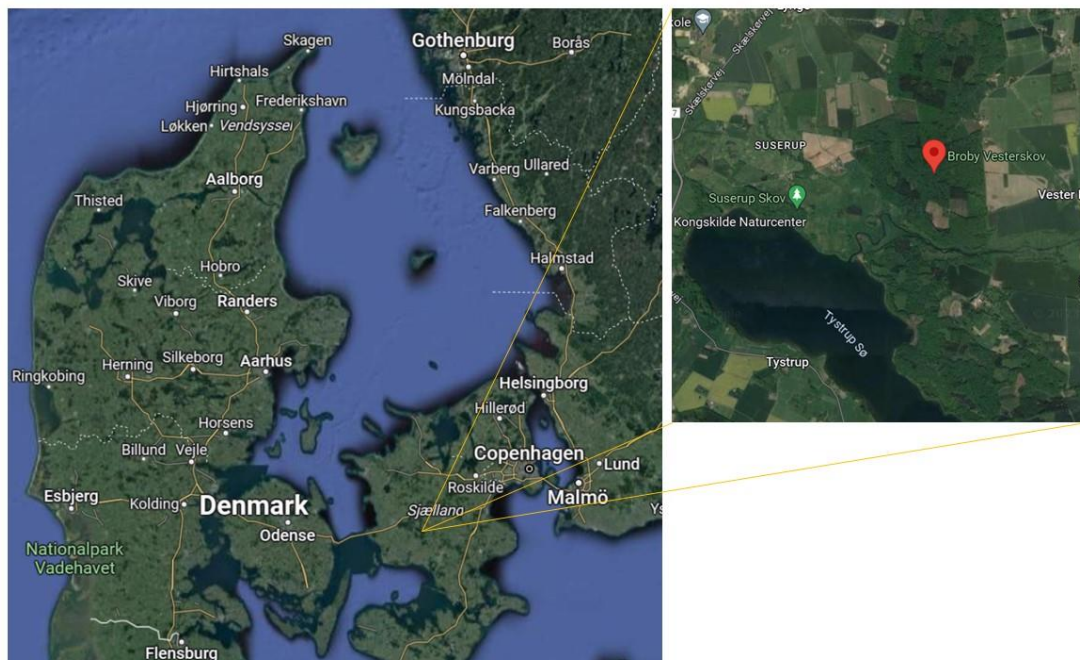 Skagen
Gothenburg
Borås
Hirtshals
Mölndal
Hjørring
Frederikshavn
Kungsbacka
Løkken
Vendsyssel
Varberg
Ullared
Aalborg
Thisted
Falkenberg
Halmstad
Hobro
Skive
Viborg
Randers
Herning
Silkeborg
Aarhus
Ringkobing
Helsingborg
Hillerød
Horsens
Billund
Vejle
Copenhagen
Lund
Roskilde
Esbjerg
Kolding
Denmark
Malmö
Sjælland
Odense
Nationalpark
Vadehavet
Flensburg
Skælskørvej
Skælskørvej
SUSERUP
Broby Vesterskov
Suserup Skov
Vester
Kongskilde Naturcenter
Tystrup Sø
Tystrup